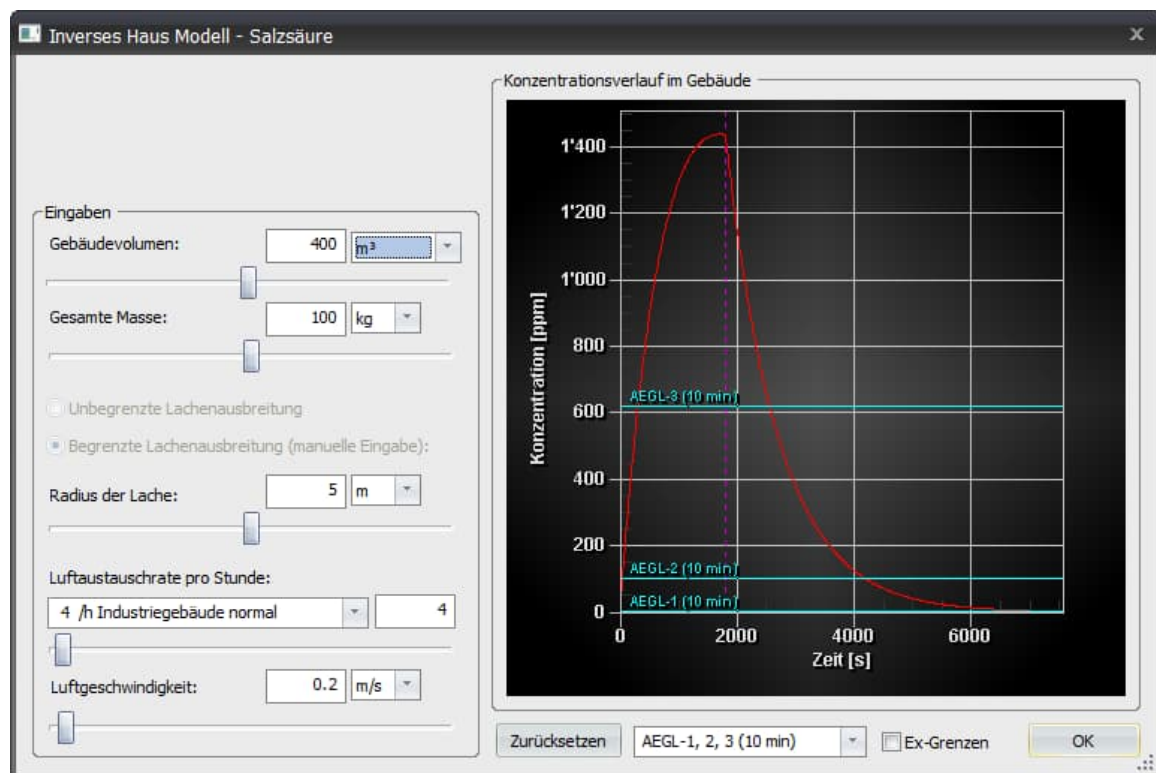 Inverses Haus Modell - Salzsäure
x
Eingaben
Gebäudevolumen:
400
m³
Gesamte Masse:
100
kg
Unbegrenzte Lachenausbreitung
Begrenzte Lachenausbreitung (manuelle Eingabe):
Radius der Lache:
5
m
Luftaustauschrate pro Stunde:
4 /h Industriegebäude normal
4
Luftgeschwindigkeit:
0.2
m/s
Konzentrationsverlauf im Gebäude
Konzentration [ppm]
1'400
1'200
1'000
800
600
400
200
0
AEGL-3 (10 min)
AEGL-2 (10 min)
AEGL-1 (10 min)
0
2000
4000
6000
Zeit [s]
Zurücksetzen
AEGL-1, 2, 3 (10 min)
Ex-Grenzen
OK